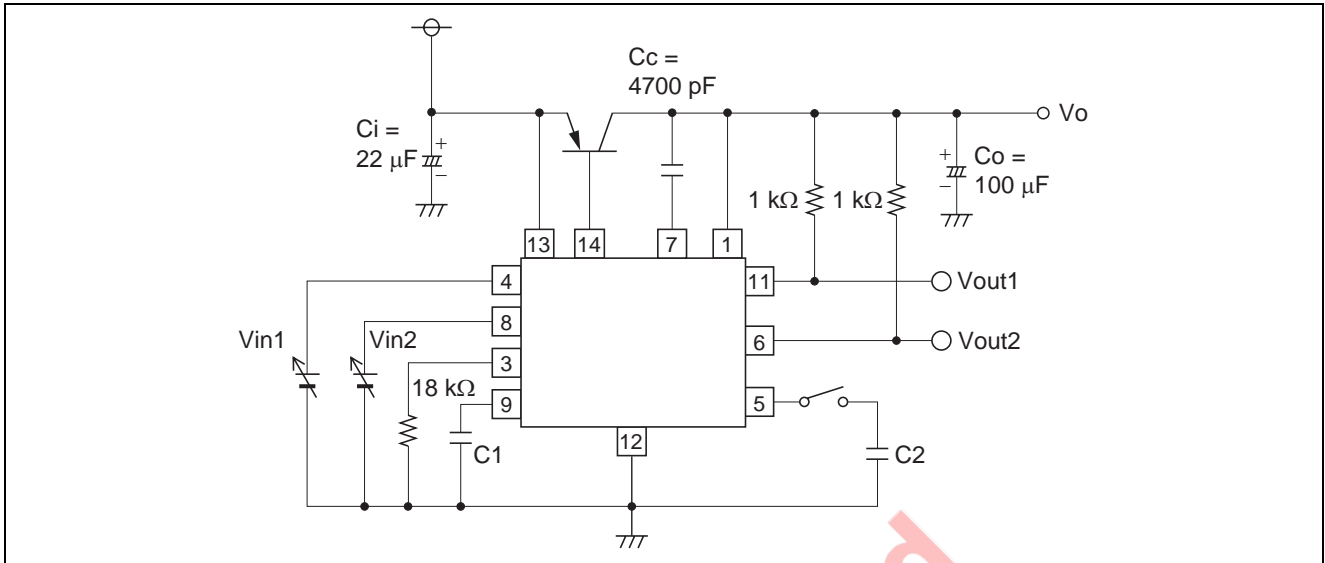 Cc =
4700 pF
Vo
Ci =
22 μF
+
−
+
−
Co =
100 μF
1 kΩ
1 kΩ
13
14
7
1
4
11
Vout1
8
6
Vout2
Vin1
Vin2
3
18 kΩ
9
5
C1
12
C2
d